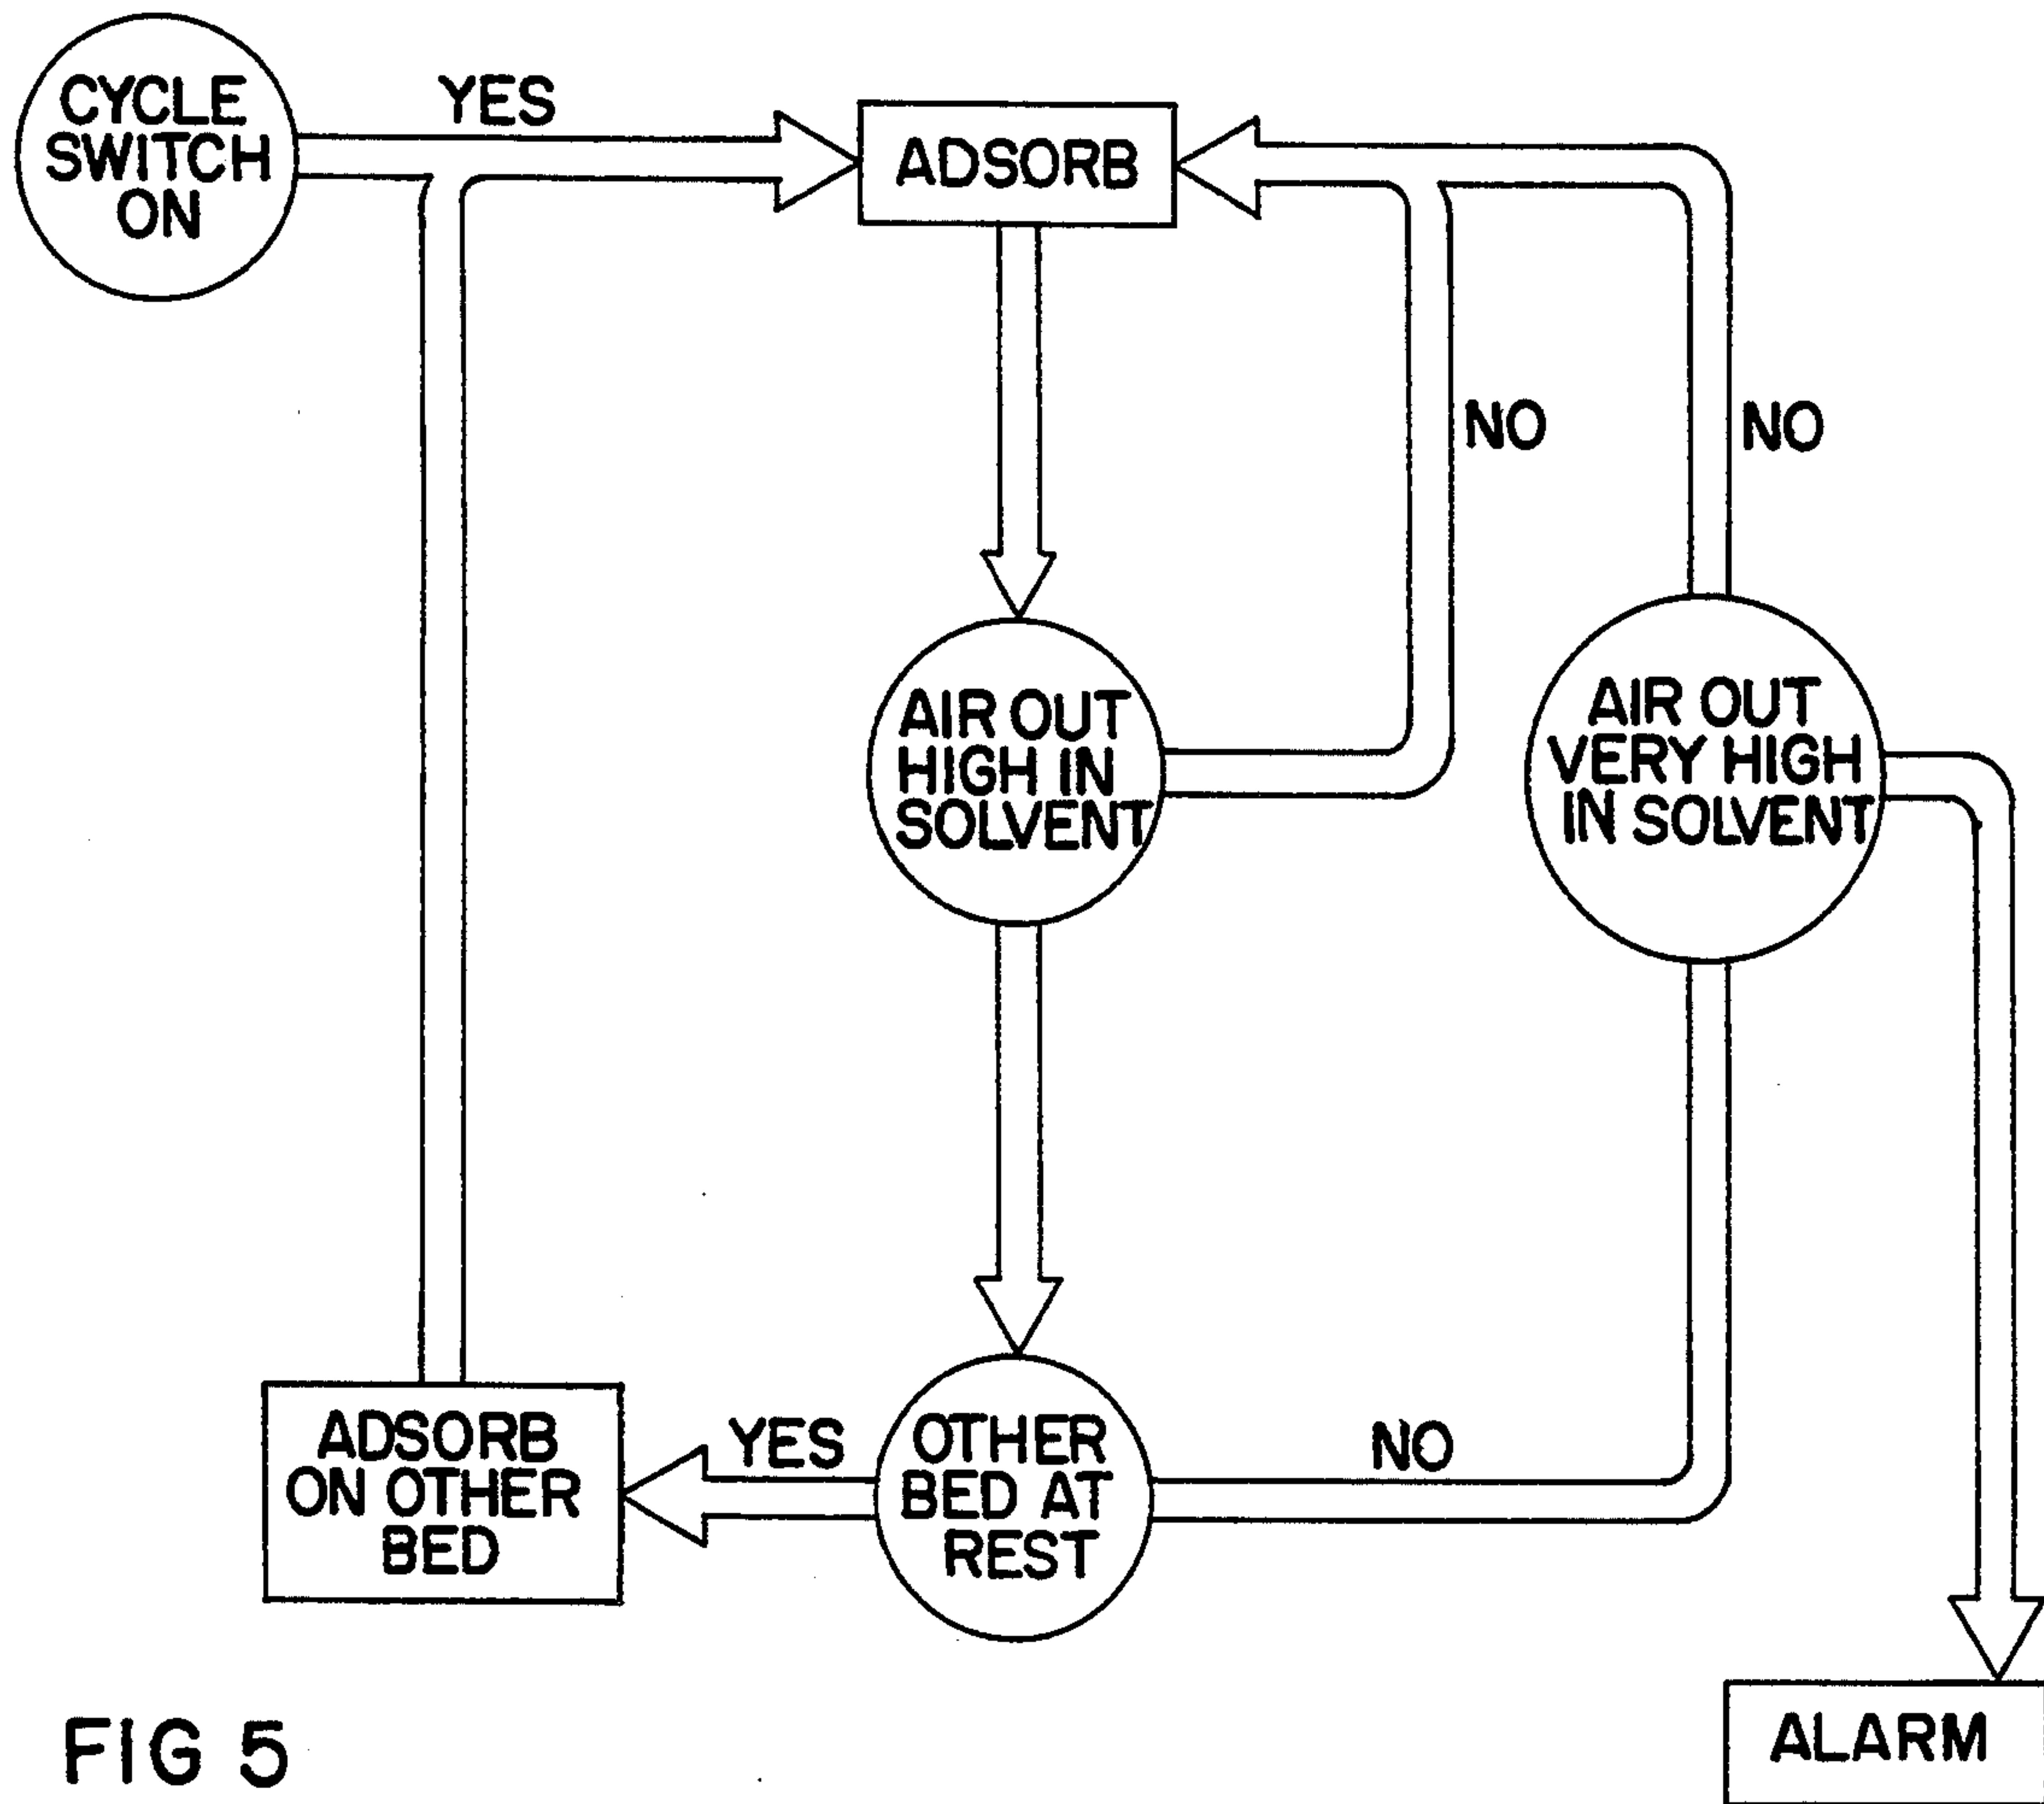 CYCLE
SWITCH
ON
YES
ADSORB
NO
NO
AIR OUT
HIGH IN
SOLVENT
AIR OUT
VERY HIGH
IN SOLVENT
ADSORB
ON OTHER
BED
YES
OTHER
BED AT
REST
NO
ALARM
FIG 5